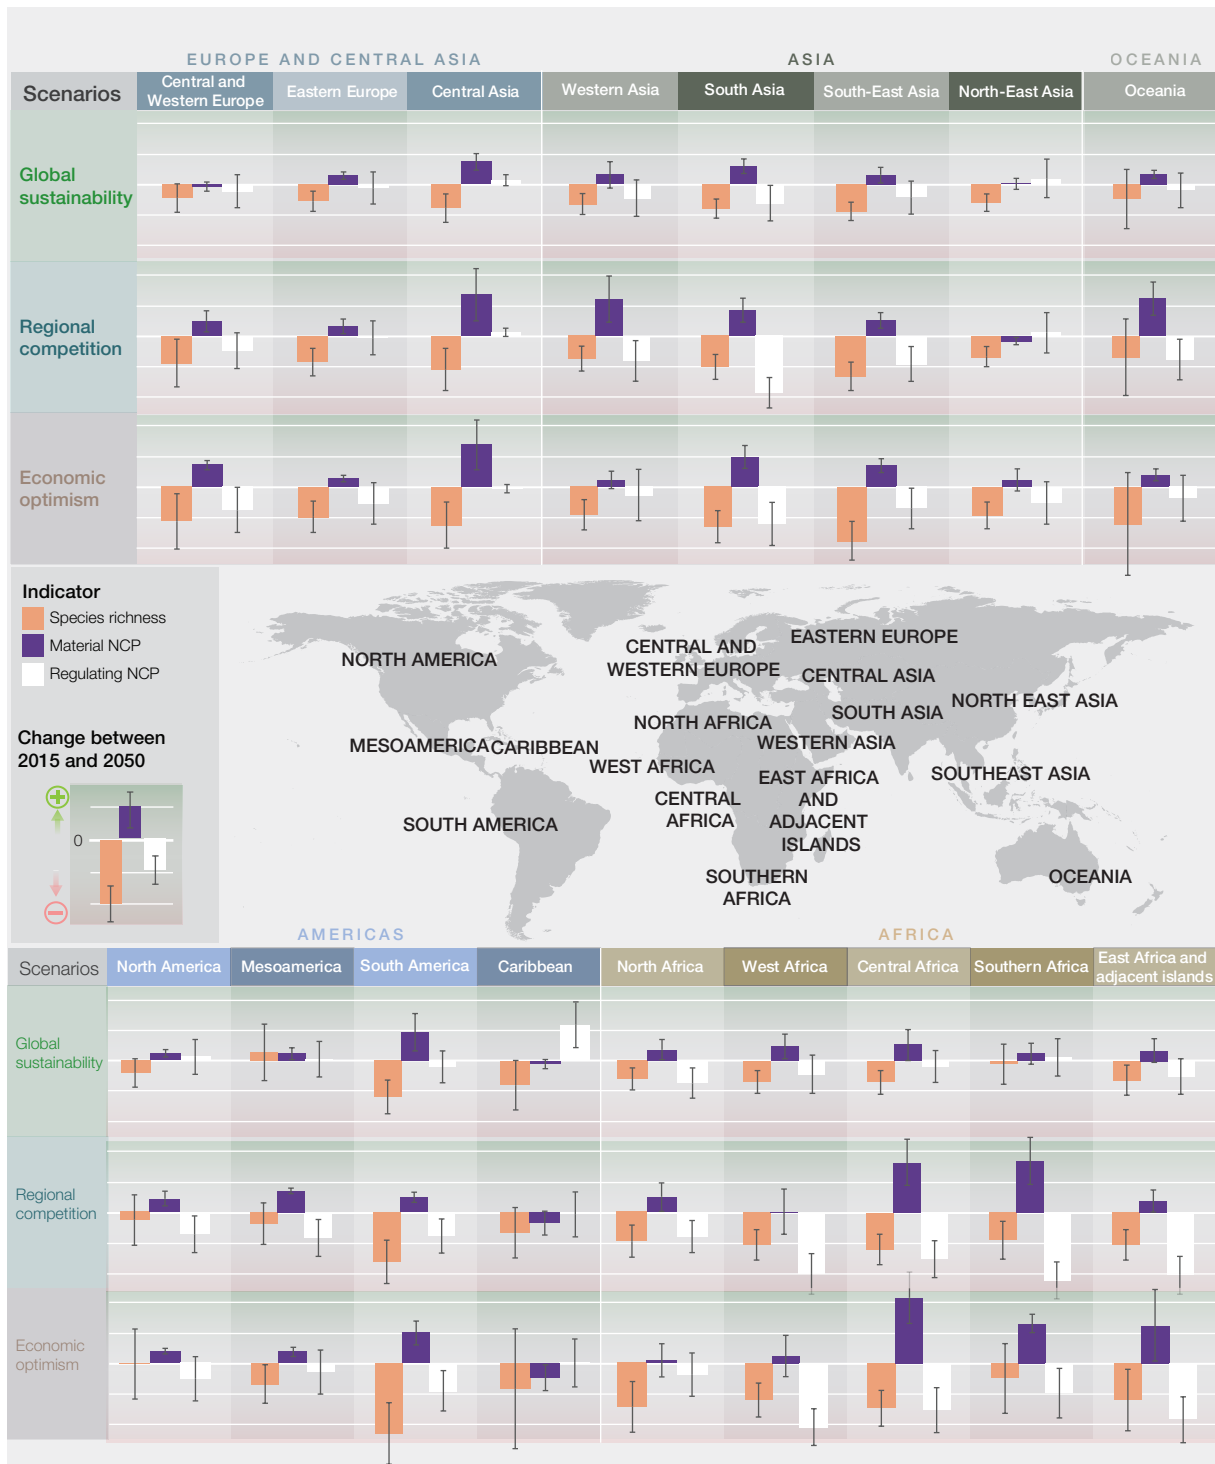 EUROPE AND CENTRAL ASIA
ASIA
OCEANIA
Scenarios
Central and
Western Europe
Eastern Europe
Central Asia
Western Asia
South Asia
South-East Asia
North-East Asia
Oceania
Global
sustainability
Regional
competition
Economic
optimism
Indicator
Species richness
Material NCP
Regulating NCP
Change between
2015 and 2050
0
NORTH AMERICA
CENTRAL AND
WESTERN EUROPE
EASTERN EUROPE
CENTRAL ASIA
NORTH EAST ASIA
SOUTH ASIA
NORTH AFRICA
WESTERN ASIA
MESOAMERICA
CARIBBEAN
WEST AFRICA
SOUTHEAST ASIA
EAST AFRICA
AND
ADJACENT
ISLANDS
CENTRAL
AFRICA
SOUTH AMERICA
SOUTHERN
AFRICA
OCEANIA
AMERICAS
AFRICA
Scenarios
North America
Mesoamerica
South America
Caribbean
North Africa
West Africa
Central Africa
Southern Africa
East Africa and
adjacent islands
Global
sustainability
Regional
competition
Economic
optimism